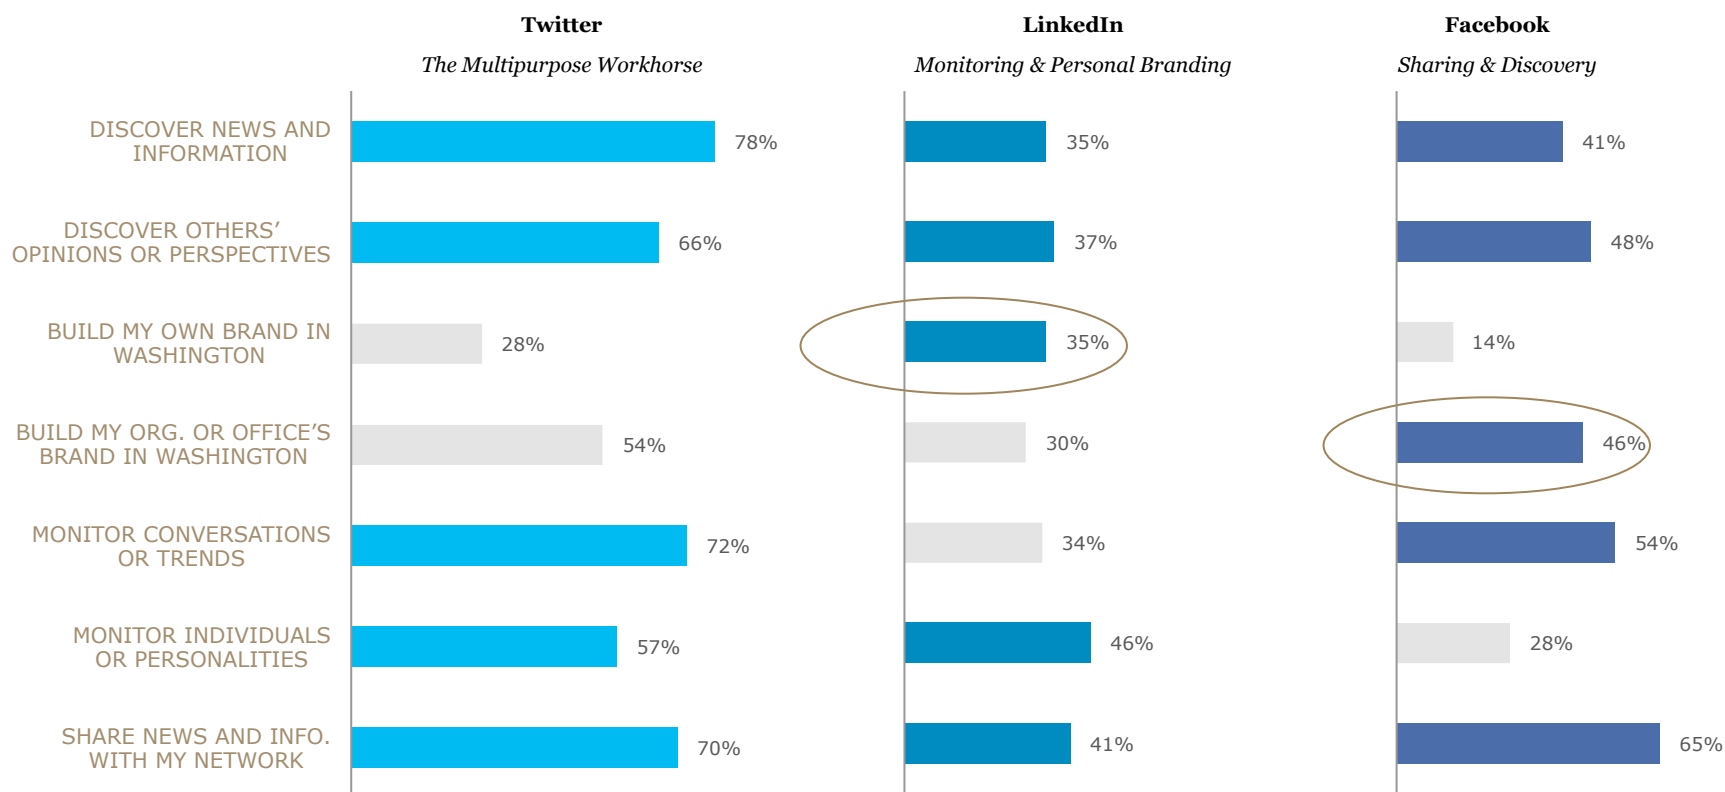 Twitter
LinkedIn
Facebook
The Multipurpose Workhorse
Monitoring & Personal Branding
Sharing & Discovery
DISCOVER NEWS AND
INFORMATION
78%
35%
41%
DISCOVER OTHERS’
OPINIONS OR PERSPECTIVES
66%
37%
48%
BUILD MY OWN BRAND IN
WASHINGTON
28%
35%
14%
BUILD MY ORG. OR OFFICE’S
BRAND IN WASHINGTON
54%
30%
46%
MONITOR CONVERSATIONS
OR TRENDS
72%
34%
54%
MONITOR INDIVIDUALS
OR PERSONALITIES
57%
46%
28%
SHARE NEWS AND INFO.
WITH MY NETWORK
70%
41%
65%